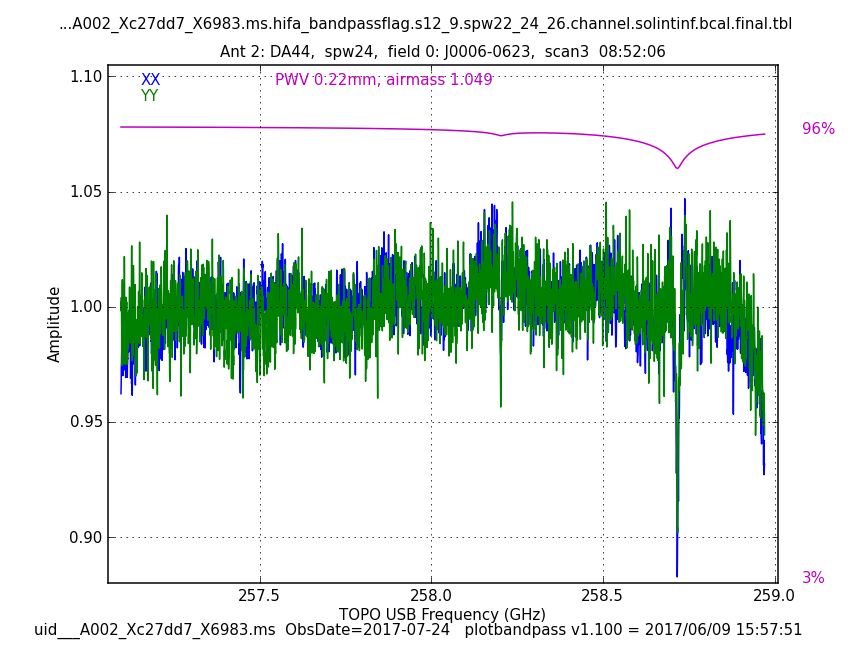 ...A002_Xc27dd7_X6983.ms.hifa_bandpassflag.s12_9.spw22_24_26.channel.solintinf.bcal.final.tbl
Ant 2: DA44,  spw24,  field 0: J0006-0623,  scan3  08:52:06
XX
YY
PWV 0.22mm, airmass 1.049
96%
3%
1.10
1.05
1.00
0.95
0.90
Amplitude
257.5
258.0
258.5
259.0
TOPO USB Frequency (GHz)
uid___A002_Xc27dd7_X6983.ms  ObsDate=2017-07-24   plotbandpass v1.100 = 2017/06/09 15:57:51